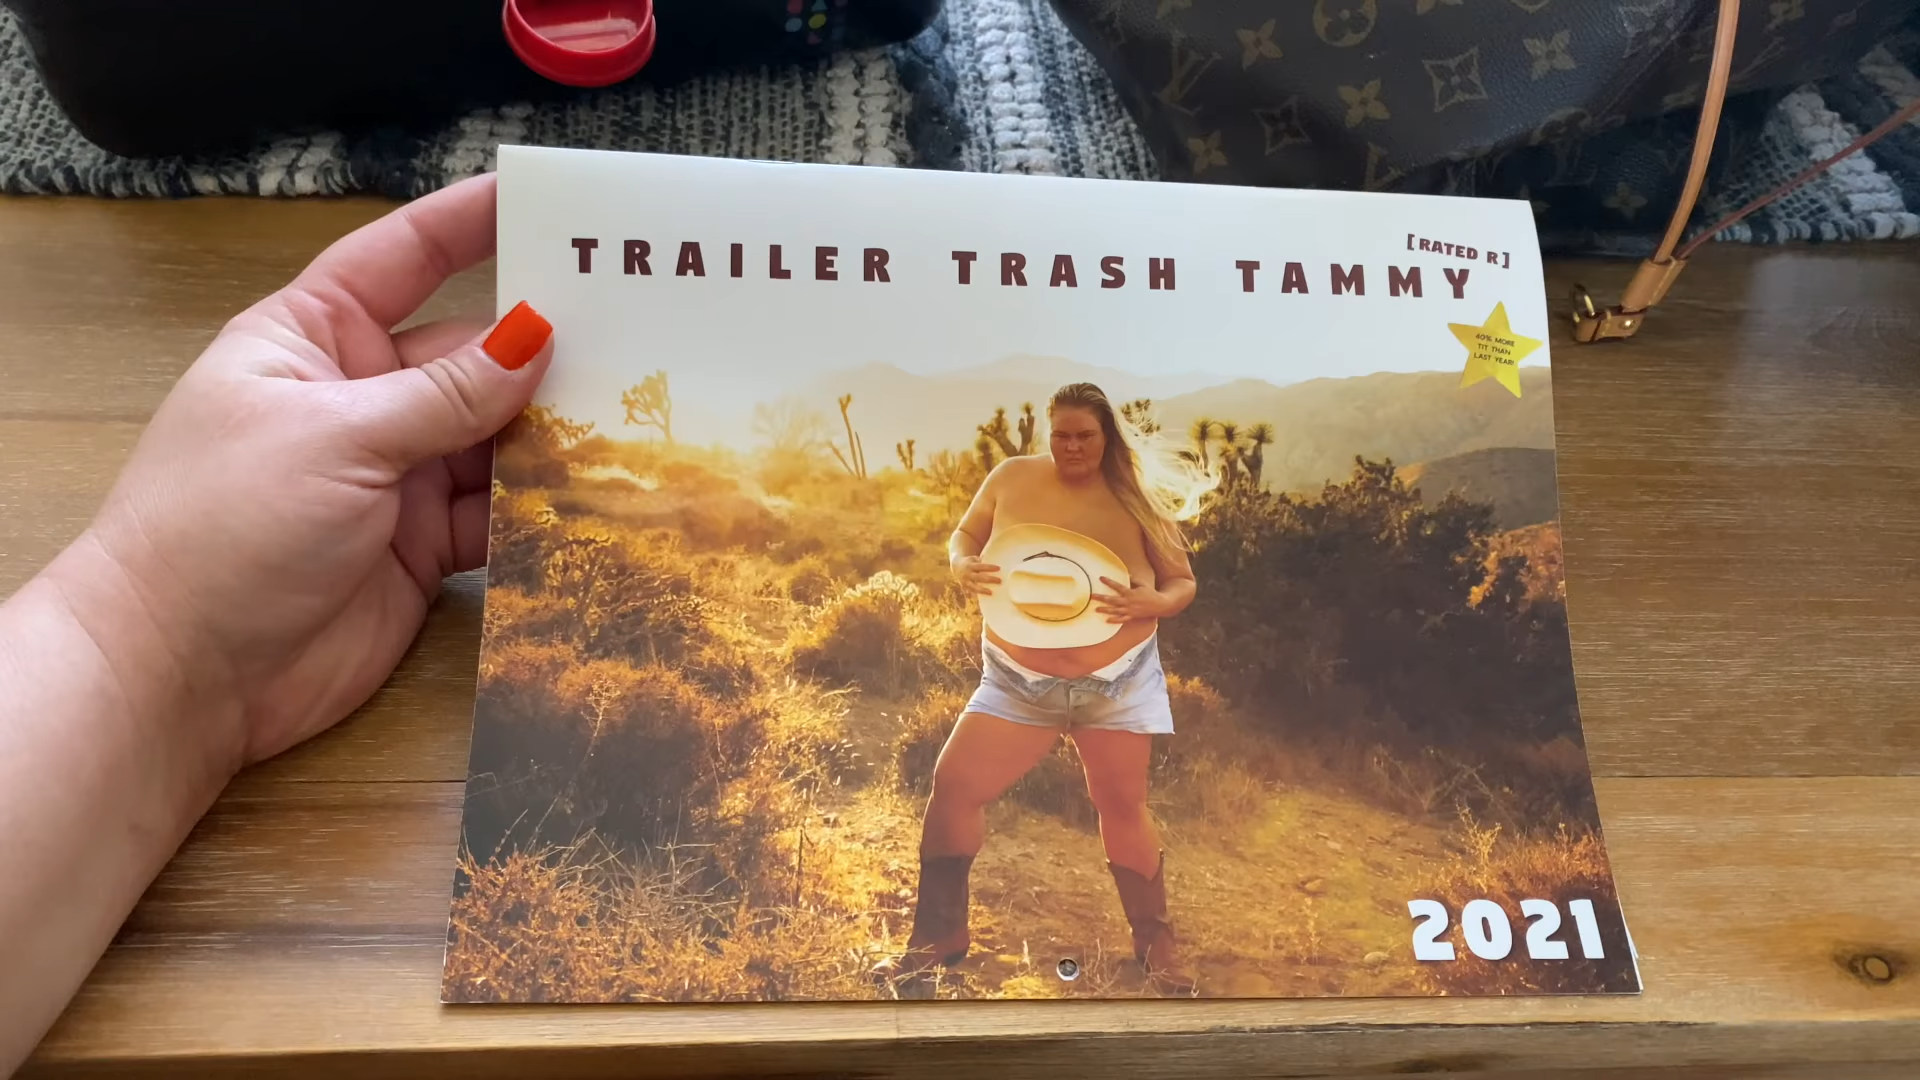 [RATED R]
TRAILER TRASH TAMMY
40% MORE
TIT THAN
LAST YEAR!
2021